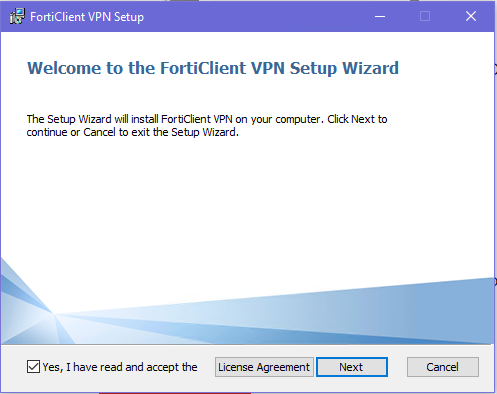 FortiClient VPN Setup
Welcome to the FortiClient VPN Setup Wizard
The Setup Wizard will install FortiClient VPN on your computer. Click Next to
continue or Cancel to exit the Setup Wizard.
Yes, I have read and accept the License Agreement Next Cancel